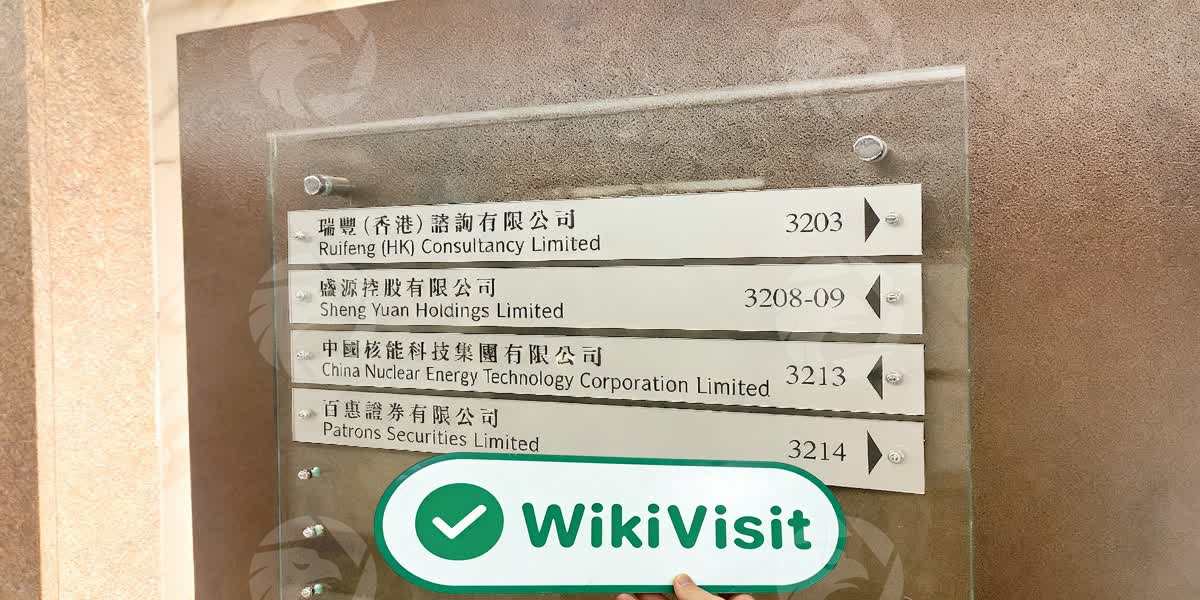 瑞豐(香港)諮詢有限公司
Ruifeng (HK) Consultancy Limited
3203
盛源控股有限公司
Sheng Yuan Holdings Limited
3208-09
中國核能科技集團有限公司
China Nuclear Energy Technology Corporation Limited
3213
百惠證券有限公司
Patrons Securities Limited
3214
WikiVisit